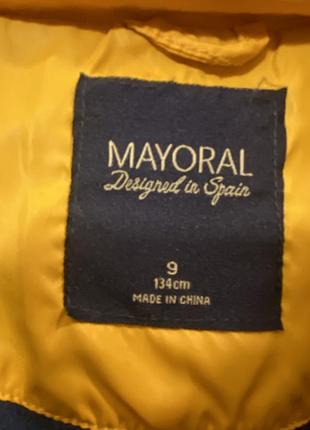 MAYORAL
Designed in Spain
9
134cm
MADE IN CHINA